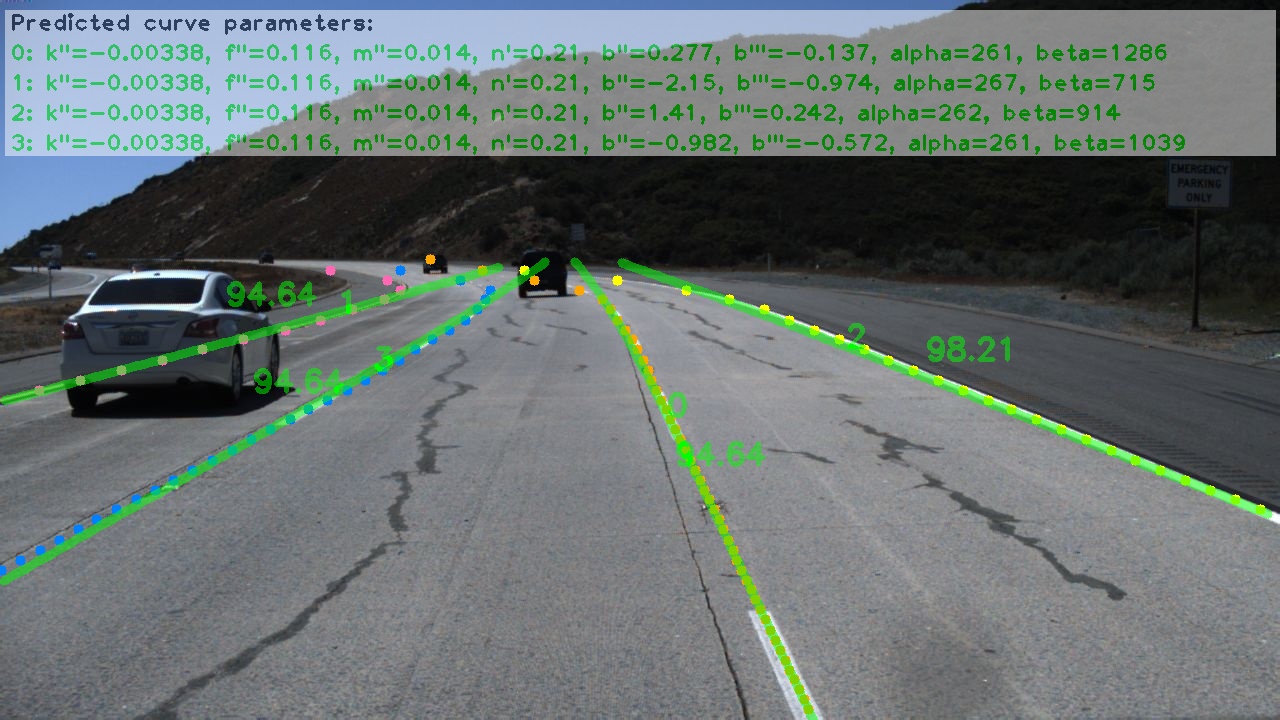 Predicted curve parameters:
0: k''=-0.00338, f''=0.116, m''=0.014, n'=0.21, b''=0.277, b'''=-0.137, alpha=261, beta=1286
1: k''=-0.00338, f''=0.116, m''=0.014, n'=0.21, b''=-2.15, b'''=-0.974, alpha=267, beta=715
2: k''=-0.00338, f''=0.116, m''=0.014, n'=0.21, b''=1.41, b'''=0.242, alpha=262, beta=914
3: k''=-0.00338, f''=0.116, m''=0.014, n'=0.21, b''=-0.982, b'''=-0.572, alpha=261, beta=1039
EMERGENCY
PARKING
ONLY
94.64
1
2
98.21
3
94.64
0
94.64